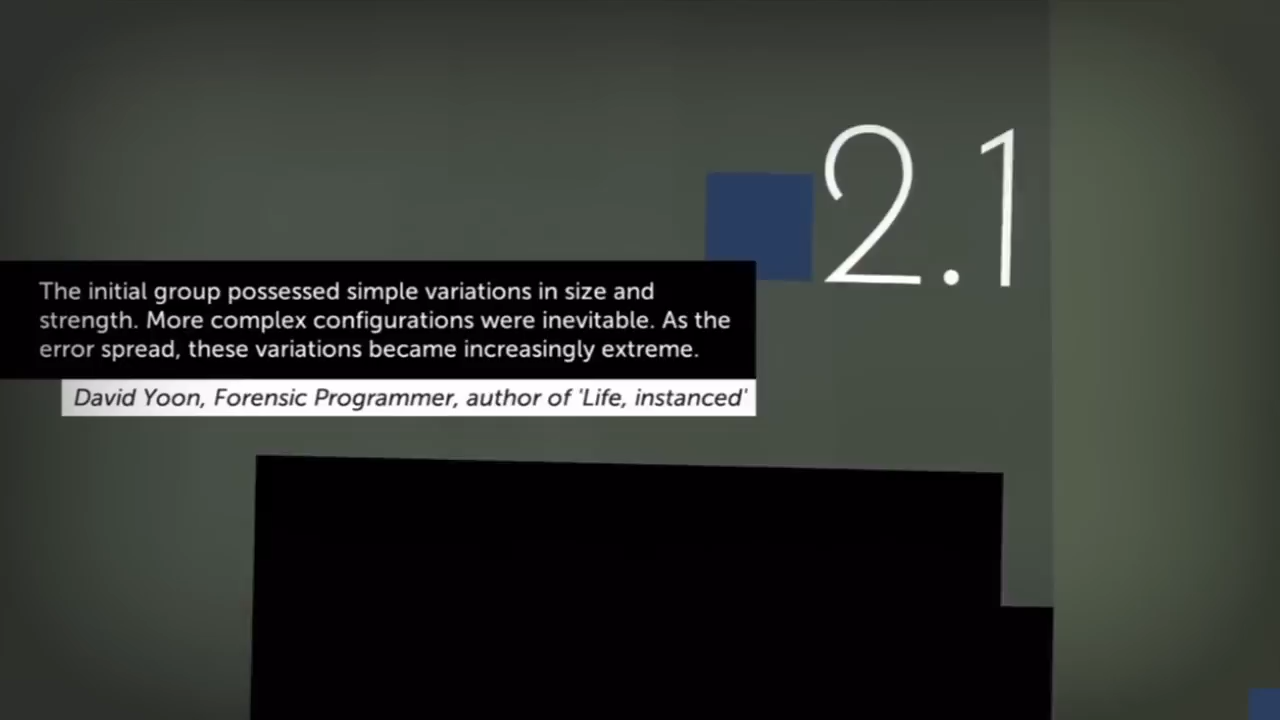 2.1
The initial group possessed simple variations in size and
strength. More complex configurations were inevitable. As the
error spread, these variations became increasingly extreme.
David Yoon, Forensic Programmer, author of 'Life, instanced'